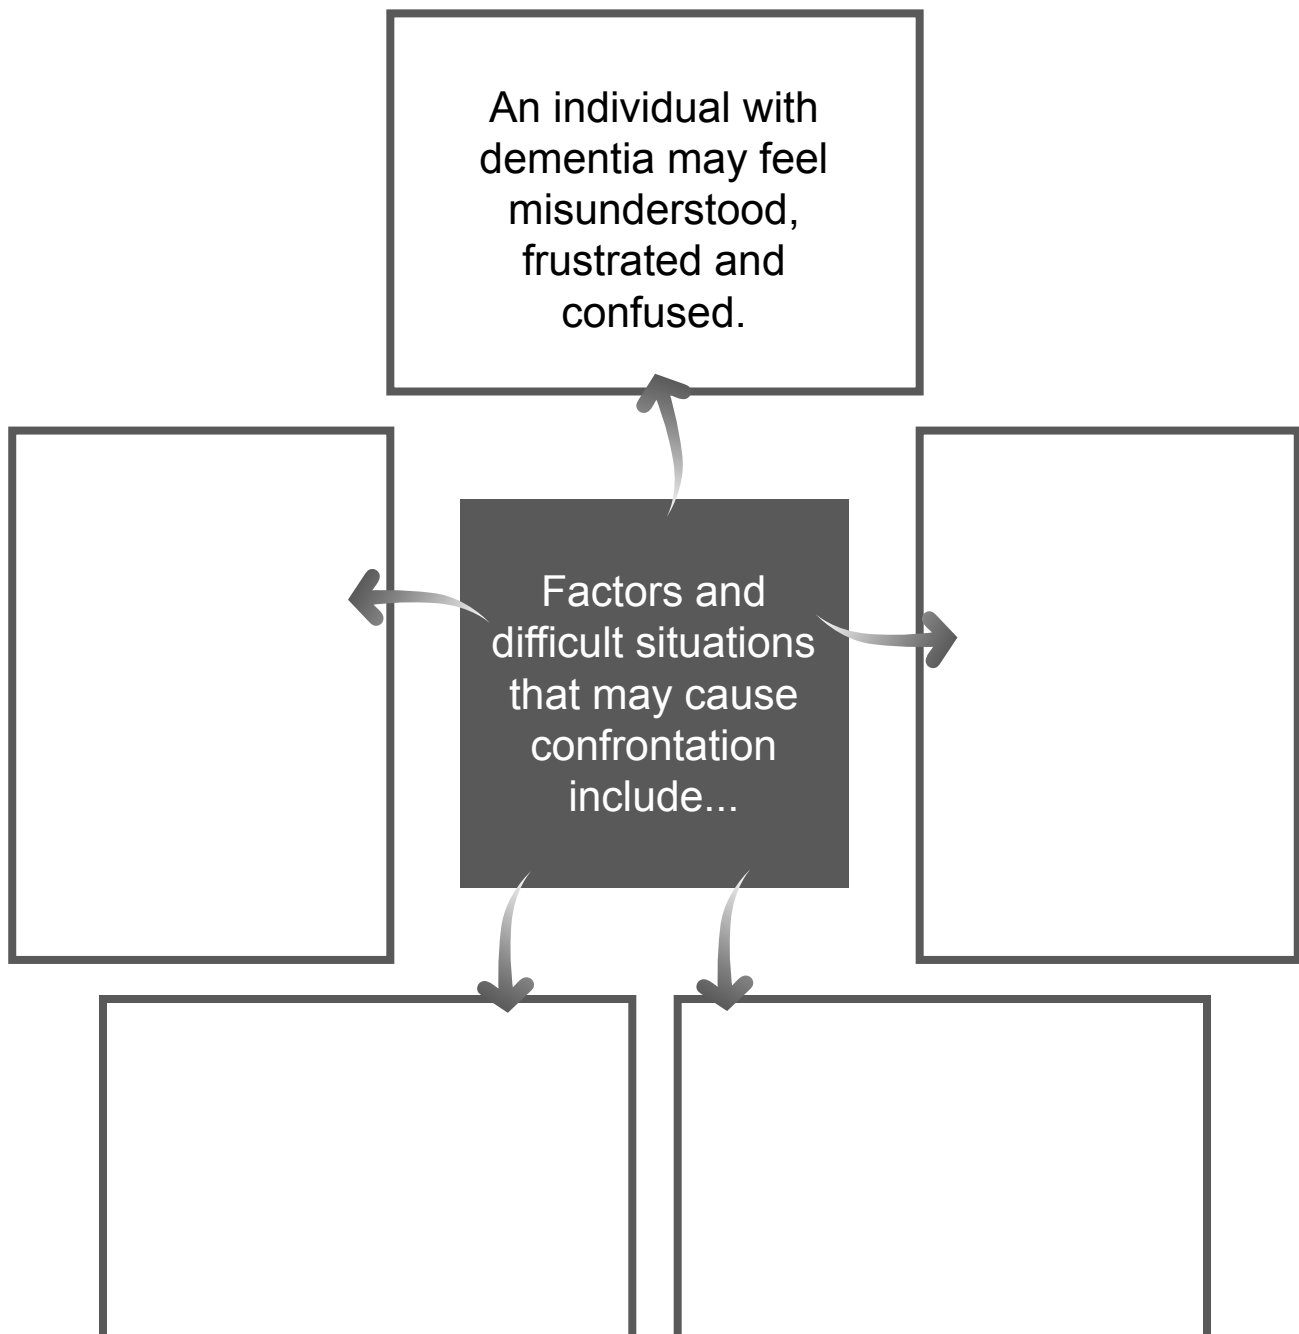 An individual with
dementia may feel
misunderstood,
frustrated and
confused.
Factors and
difficult situations
that may cause
confrontation
include...